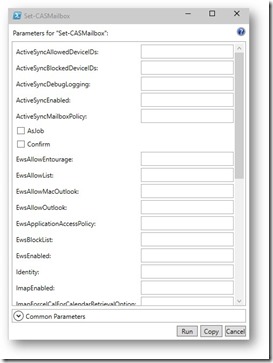 Set-CASMailbox
Parameters for "Set-CASMailbox":
ActiveSyncAllowedDeviceIDs:
ActiveSyncBlockedDeviceIDs:
ActiveSyncDebugLogging:
ActiveSyncEnabled:
ActiveSyncMailboxPolicy:
AsJob
Confirm
EwsAllowEntourage:
EwsAllowList:
EwsAllowMacOutlook:
EwsAllowOutlook:
EwsApplicationAccessPolicy:
EwsBlockList:
EwsEnabled:
Identity:
ImapEnabled:
ImapForceICalForCalendarRetrievalOption:
Common Parameters
Run Copy Cancel